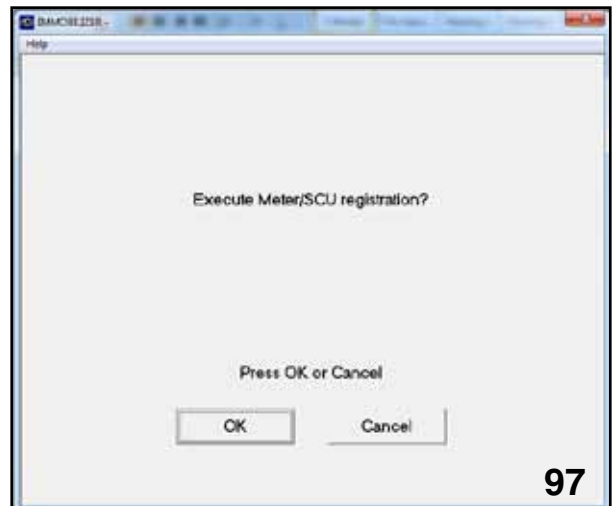 Help
Execute Meter/SCU registration?
Press OK or Cancel
OK Cancel
97